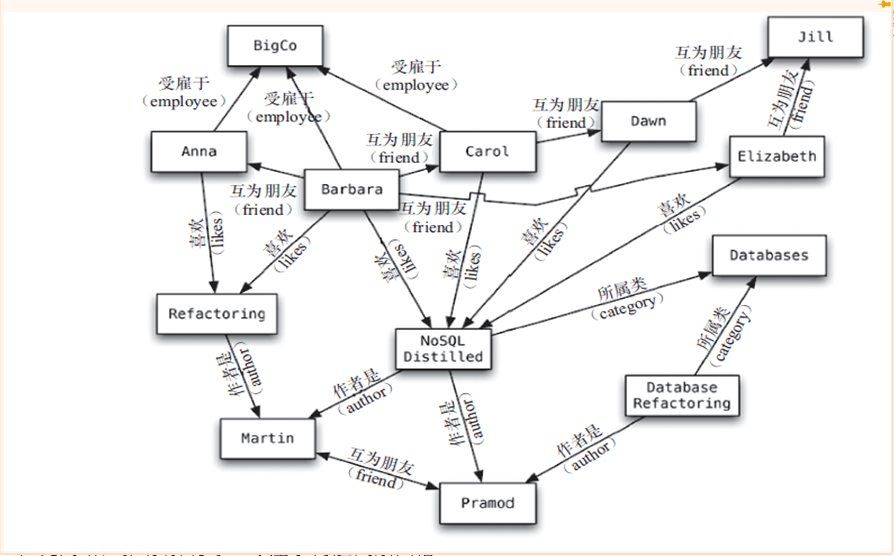 BigCo
Jill
受雇于
（employee）
受雇于
（employee）
受雇于
（employee）
互为朋友
（friend）
互为朋友
（friend）
Anna
互为朋友
（friend）
Carol
互为朋友
（friend）
Dawn
Elizabeth
Barbara
互为朋友
（friend）
互为朋友
（friend）
喜欢
（likes）
喜欢
（likes）
喜欢
（likes）
喜欢
（likes）
喜欢
（likes）
喜欢
（likes）
Databases
Refactoring
所属类
（category）
所属类
（category）
NoSQL
Distilled
作者是
（author）
作者是
（author）
作者是
（author）
Database
Refactoring
Martin
作者是
（author）
互为朋友
（friend）
Pramod